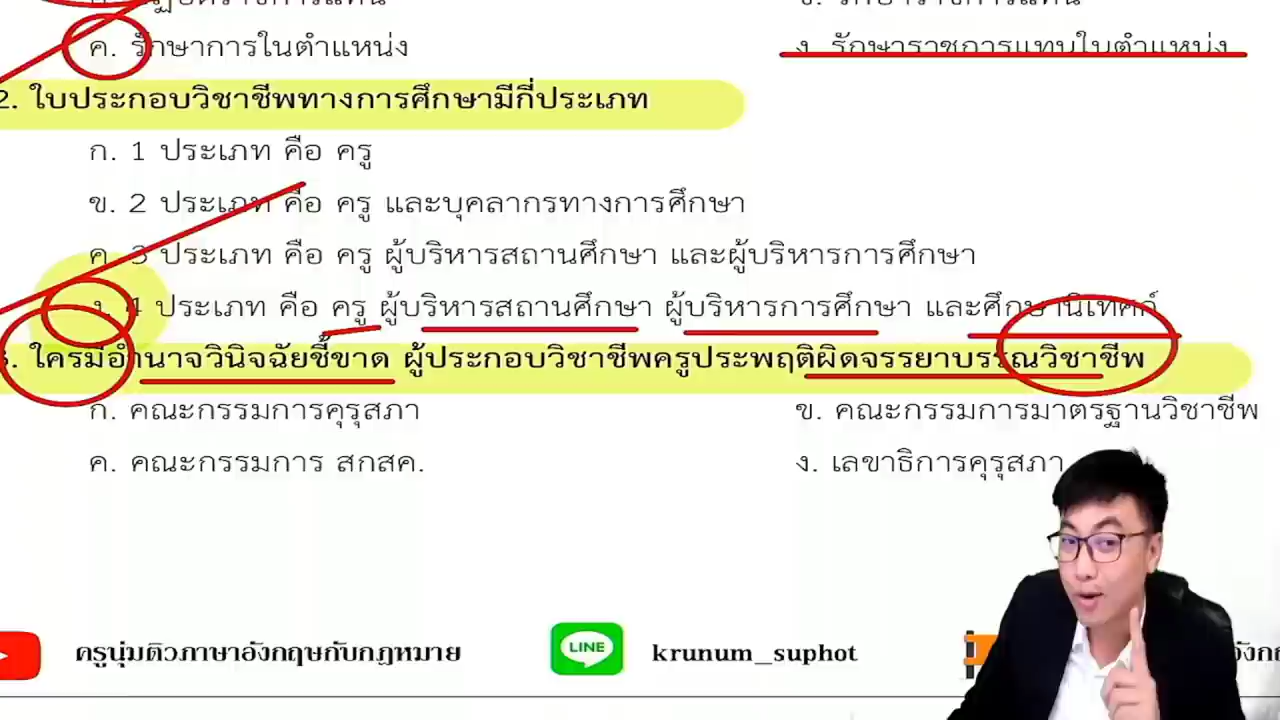 ค. รักษาการในตำแหน่ง
ง. รักษาราชการแทนในตำแหน่ง
2. ใบประกอบวิชาชีพทางการศึกษามีกี่ประเภท
ก. 1 ประเภท คือ ครู
ข. 2 ประเภท คือ ครู และบุคลากรทางการศึกษา
ค. 3 ประเภท คือ ครู ผู้บริหารสถานศึกษา และผู้บริหารการศึกษา
ง. 4 ประเภท คือ ครู ผู้บริหารสถานศึกษา ผู้บริหารการศึกษา และศึกษานิเทศก์
3. ใครมีอำนาจวินิจฉัยชี้ขาด ผู้ประกอบวิชาชีพครูประพฤติผิดจรรยาบรรณวิชาชีพ
ก. คณะกรรมการคุรุสภา
ข. คณะกรรมการมาตรฐานวิชาชีพ
ค. คณะกรรมการ สกสค.
ง. เลขาธิการคุรุสภา
ครูนุ่มติวภาษาอังกฤษกับกฎหมาย
LINE
krunum_suphot